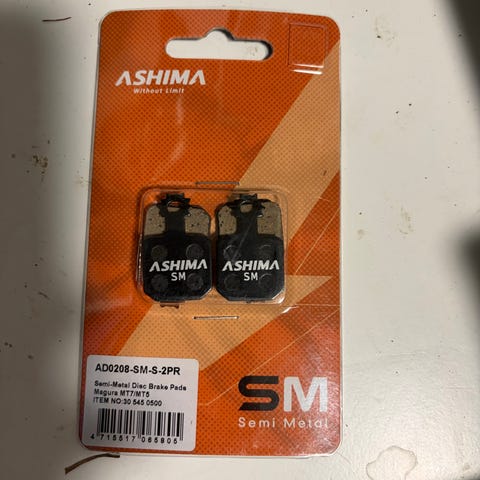 ASHIMA
Without Limit
ASHIMA
SM
ASHIMA
SM
AD0208-SM-S-2PR
Semi-Metal Disc Brake Pads
Magura MT7/MT5
ITEM NO:30 545 0500
4 715517 065805
SM
Semi Metal